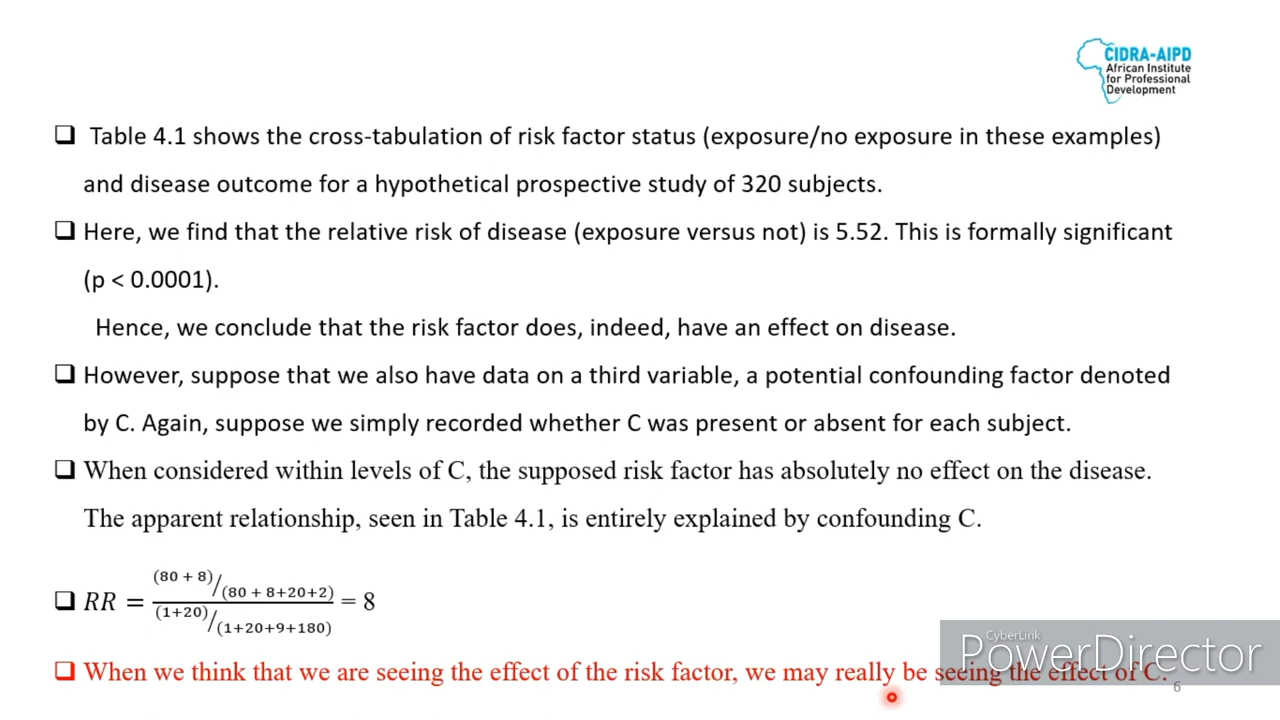 CIDRA-AIPD
African Institute
for Professional
Development
❑ Table 4.1 shows the cross-tabulation of risk factor status (exposure/no exposure in these examples)
and disease outcome for a hypothetical prospective study of 320 subjects.
❑ Here, we find that the relative risk of disease (exposure versus not) is 5.52. This is formally significant
(p < 0.0001).
Hence, we conclude that the risk factor does, indeed, have an effect on disease.
❑ However, suppose that we also have data on a third variable, a potential confounding factor denoted
by C. Again, suppose we simply recorded whether C was present or absent for each subject.
❑ When considered within levels of C, the supposed risk factor has absolutely no effect on the disease.
The apparent relationship, seen in Table 4.1, is entirely explained by confounding C.
(80 + 8)/(80 + 8+20+2)
❑ RR = = 8
(1+20)/(1+20+9+180)
CyberLink
PowerDirector
❑ When we think that we are seeing the effect of the risk factor, we may really be seeing the effect of C.
6